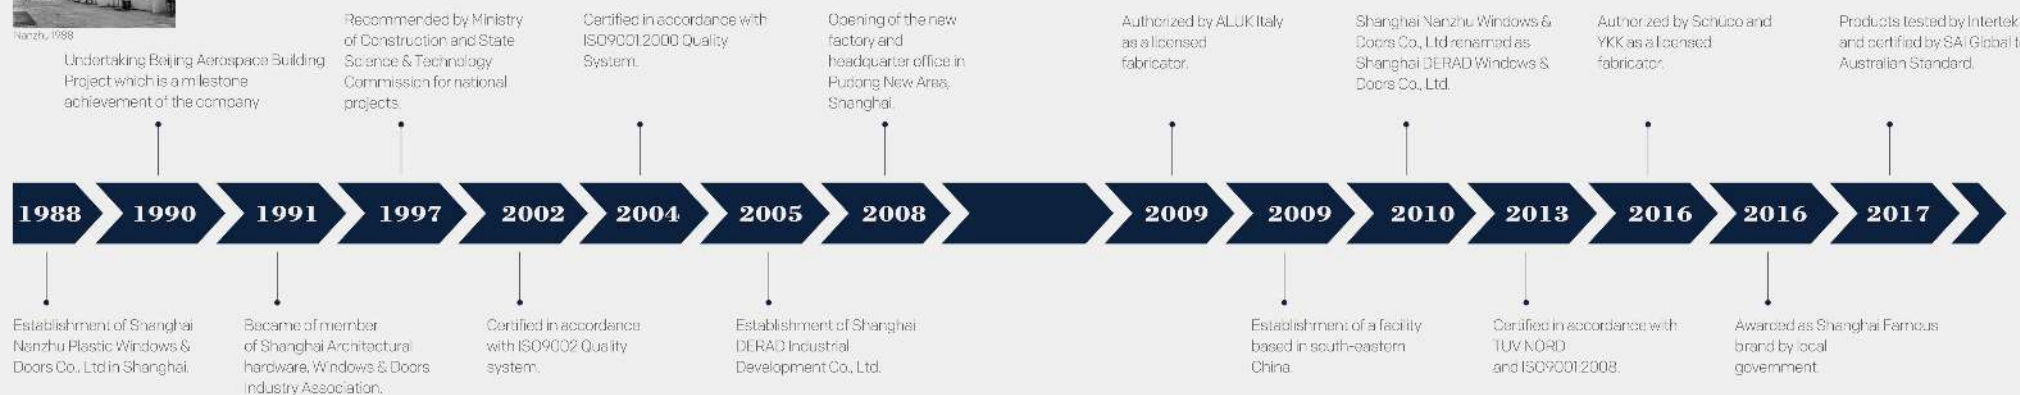 Nanzhu 1988
Undertaking Beijing Aerospace Building
Project which is a milestone
achievement of the company
Recommended by Ministry
of Construction and State
Science & Technology
Commission for national
projects.
Certified in accordance with
ISO9001:2000 Quality
System.
Opening of the new
factory and
headquarter office in
Pudong New Area,
Shanghai.
Authorized by ALUK Italy
as a licensed
fabricator.
Shanghai Nanzhu Windows &
Doors Co., Ltd renamed as
Shanghai DERAD Windows &
Doors Co., Ltd.
Authorized by Schüco and
YKK as a licensed
fabricator.
Products tested by Intertek
and certified by SAI Global t
Australian Standard.
1988
1990
1991
1997
2002
2004
2005
2008
2009
2009
2010
2013
2016
2016
2017
Establishment of Shanghai
Nanzhu Plastic Windows &
Doors Co., Ltd in Shanghai.
Became of member
of Shanghai Architectural
hardware, Windows & Doors
Industry Association.
Certified in accordance
with ISO9002 Quality
system.
Establishment of Shanghai
DERAD Industrial
Development Co., Ltd.
Establishment of a facility
based in south-eastern
China.
Certified in accordance with
TUV NORD
and ISO9001:2008.
Awarded as Shanghai Famous
brand by local
government.